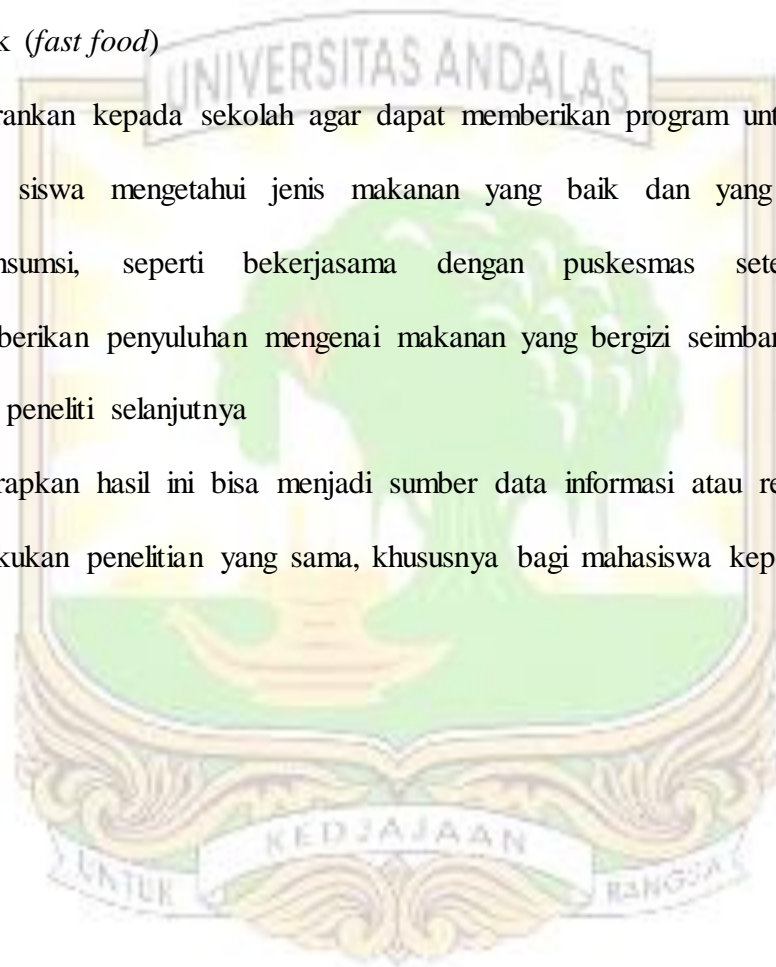 k (fast food)
UNIVERSITAS ANDALAS
rankan kepada sekolah agar dapat memberikan program unt
siswa mengetahui jenis makanan yang baik dan yang
nsumsi, seperti bekerjasama dengan puskesmas sete
berikan penyuluhan mengenai makanan yang bergizi seimban
peneliti selanjutnya
rapkan hasil ini bisa menjadi sumber data informasi atau re
kukan penelitian yang sama, khususnya bagi mahasiswa kep
UNTUK KEDJAJAAN BANGSA